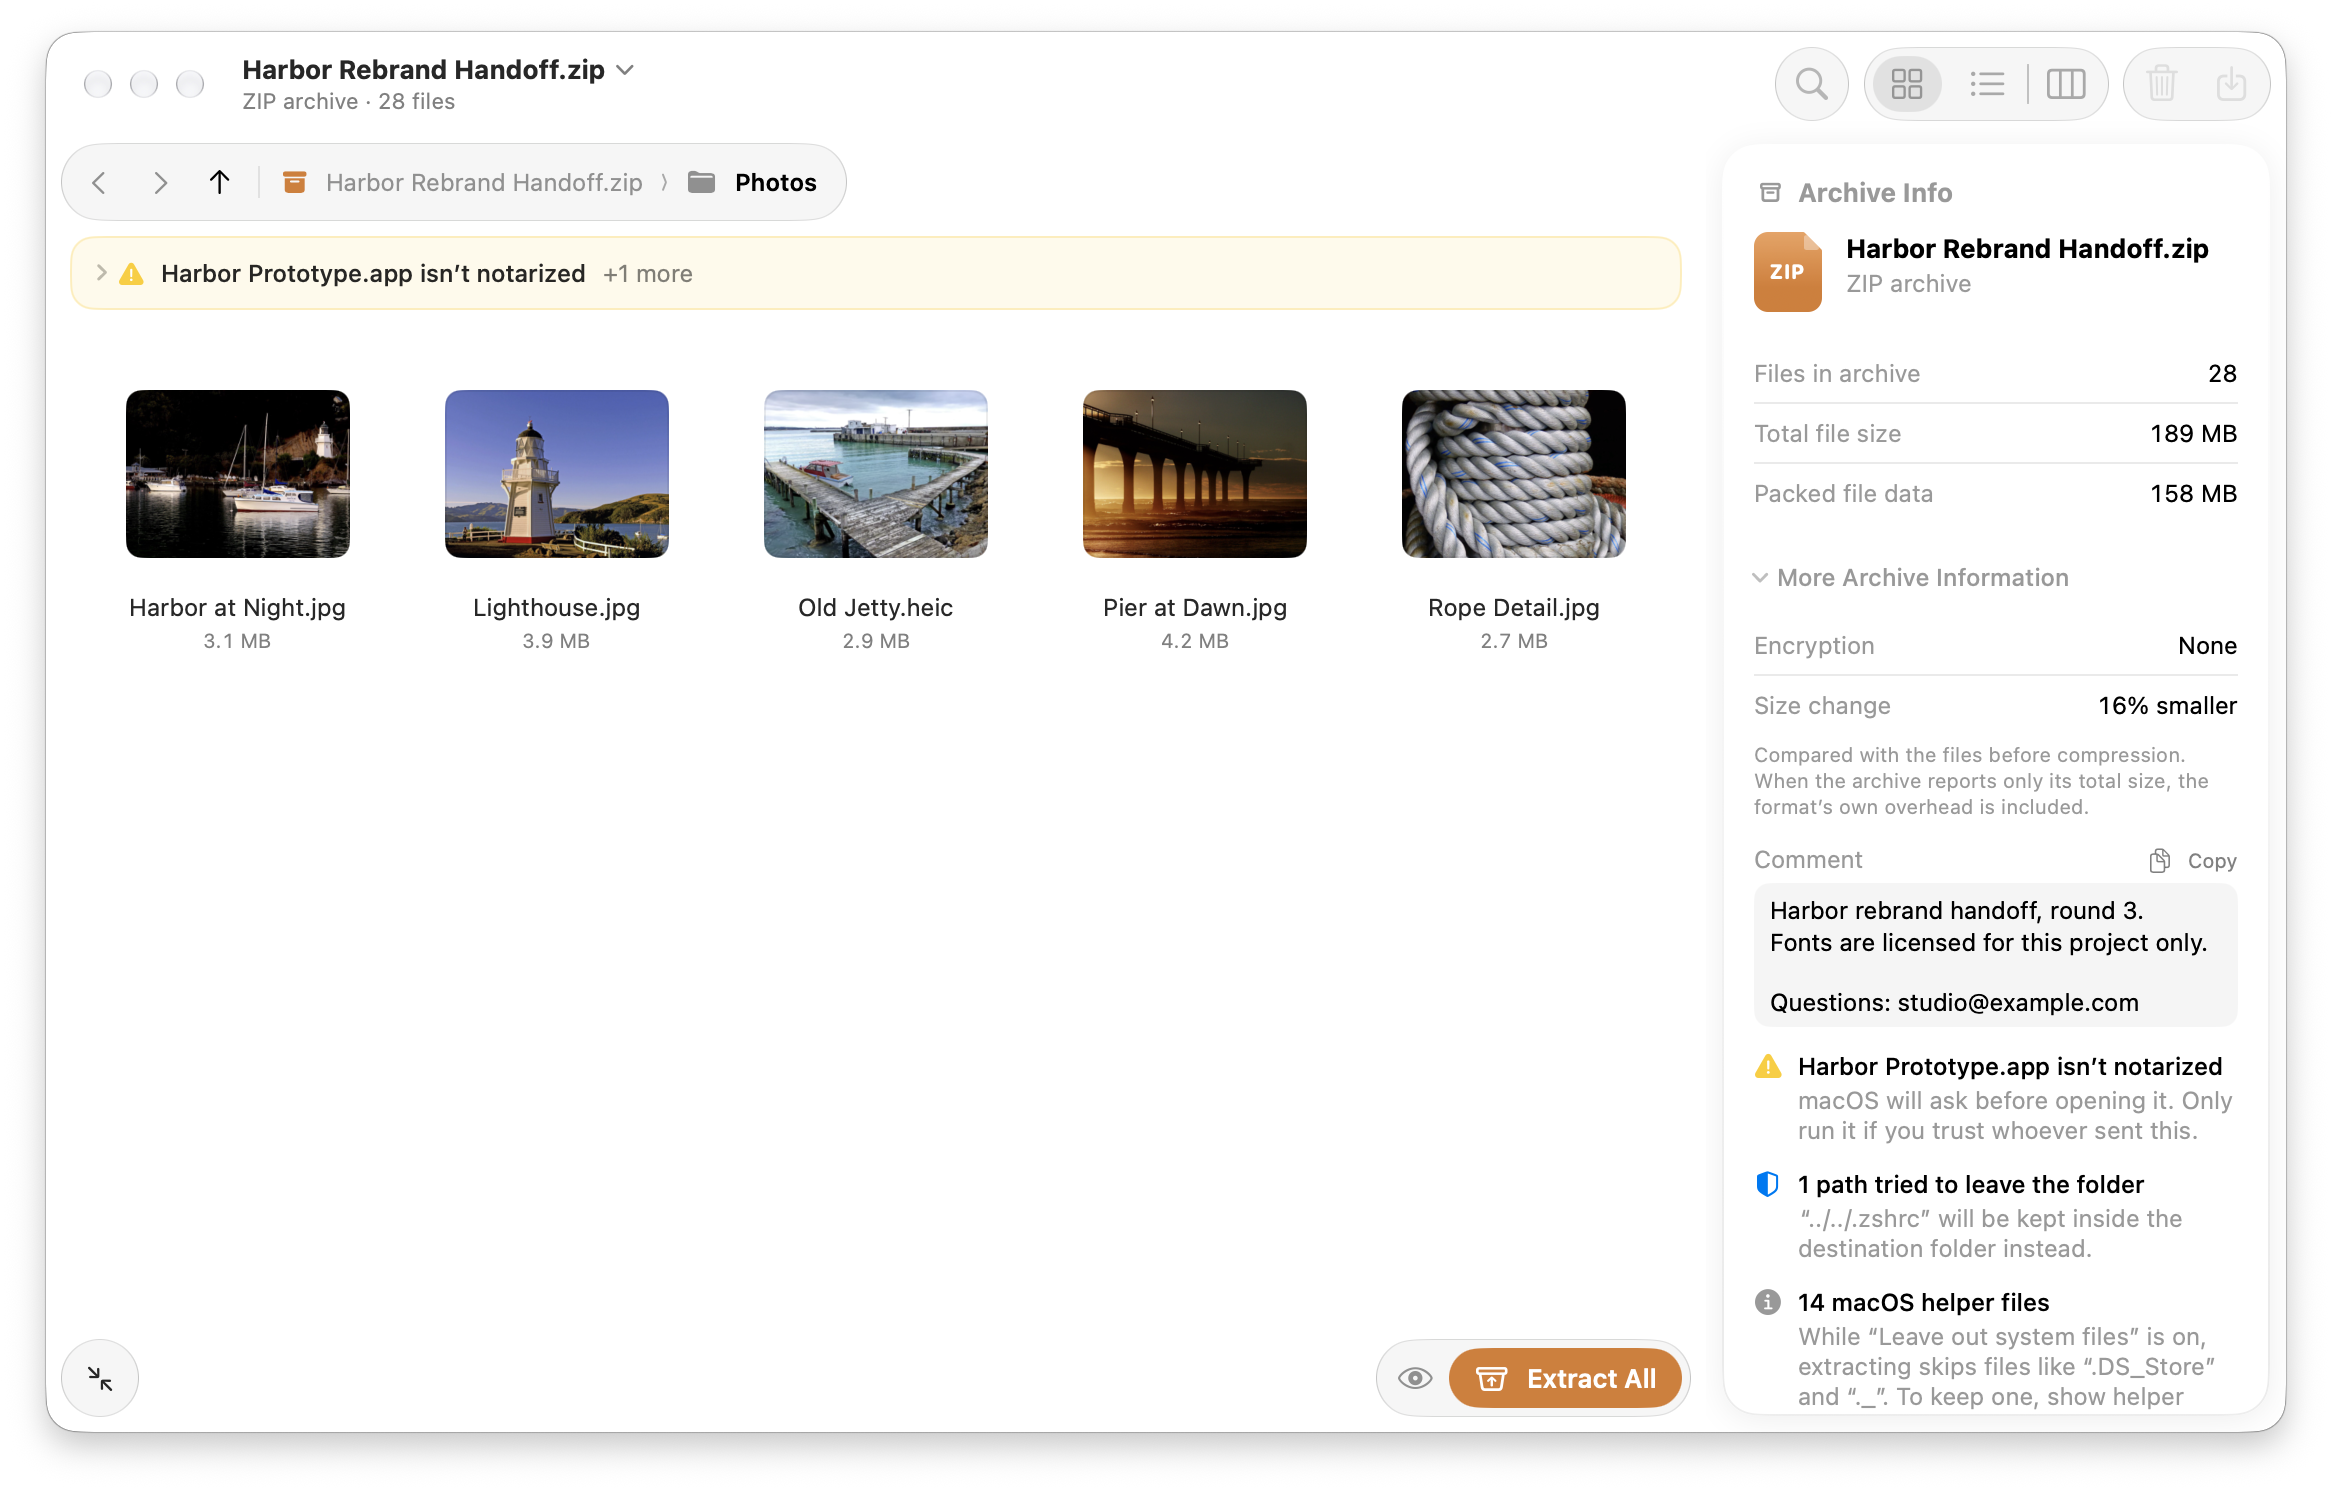 Harbor Rebrand Handoff.zip
ZIP archive · 28 files
Harbor Rebrand Handoff.zip
Photos
Harbor Prototype.app isn’t notarized +1 more
Harbor at Night.jpg
3.1 MB
Lighthouse.jpg
3.9 MB
Old Jetty.heic
2.9 MB
Pier at Dawn.jpg
4.2 MB
Rope Detail.jpg
2.7 MB
Extract All
Archive Info
ZIP
Harbor Rebrand Handoff.zip
ZIP archive
Files in archive 28
Total file size 189 MB
Packed file data 158 MB
More Archive Information
Encryption None
Size change 16% smaller
Compared with the files before compression.
When the archive reports only its total size, the
format’s own overhead is included.
Comment Copy
Harbor rebrand handoff, round 3.
Fonts are licensed for this project only.
Questions: studio@example.com
Harbor Prototype.app isn’t notarized
macOS will ask before opening it. Only
run it if you trust whoever sent this.
1 path tried to leave the folder
“../../.zshrc” will be kept inside the
destination folder instead.
14 macOS helper files
While “Leave out system files” is on,
extracting skips files like “.DS_Store”
and “._”. To keep one, show helper